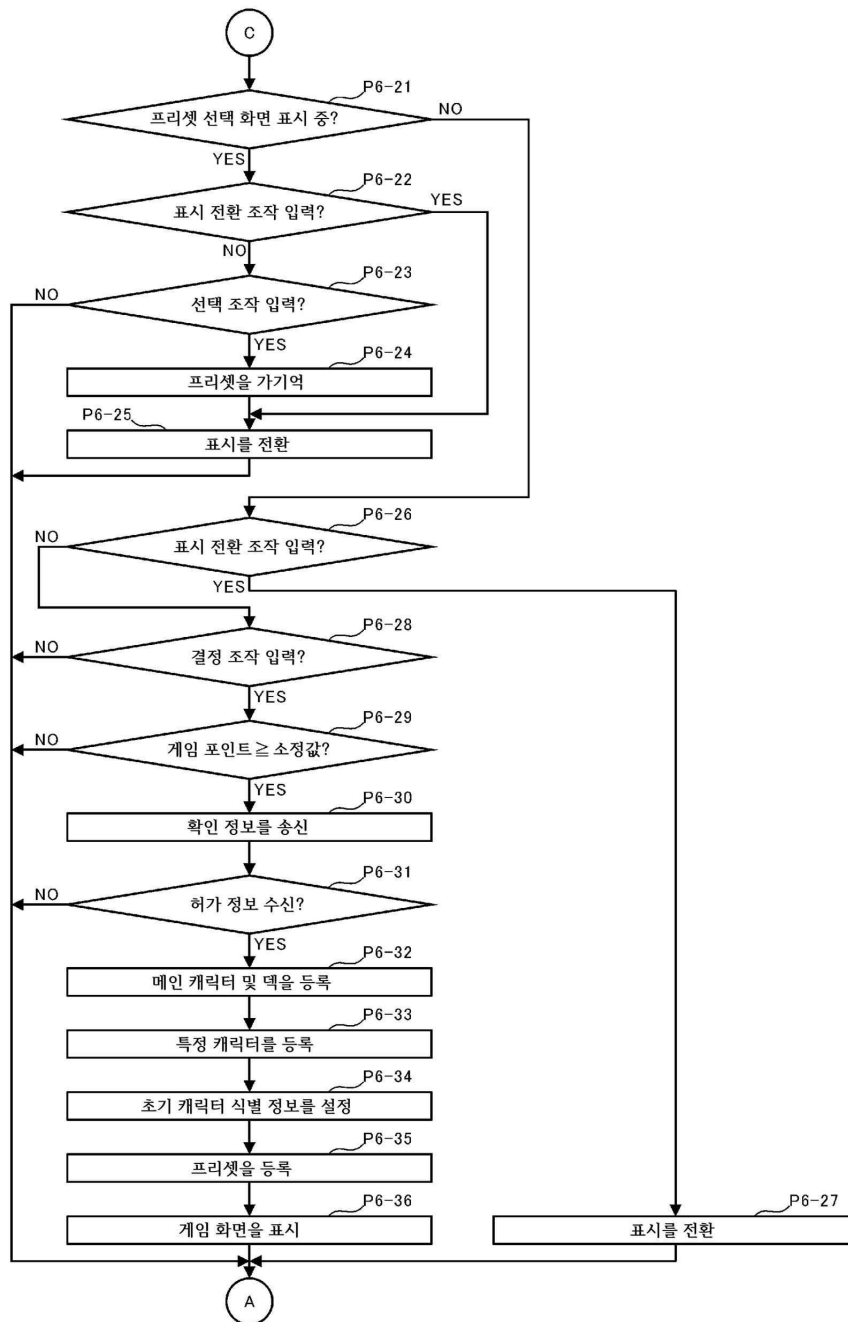 C
P6-21
프리셋 선택 화면 표시 중?
NO
YES
P6-22
표시 전환 조작 입력?
YES
NO
P6-23
NO
선택 조작 입력?
YES
P6-24
프리셋을 가기억
P6-25
표시를 전환
P6-26
NO
표시 전환 조작 입력?
YES
P6-28
NO
결정 조작 입력?
YES
P6-29
NO
게임 포인트≧소정값?
YES
P6-30
확인 정보를 송신
P6-31
NO
허가 정보 수신?
YES
P6-32
메인 캐릭터 및 덱을 등록
P6-33
특정 캐릭터를 등록
P6-34
초기 캐릭터 식별 정보를 설정
P6-35
프리셋을 등록
P6-36
게임 화면을 표시
P6-27
표시를 전환
A